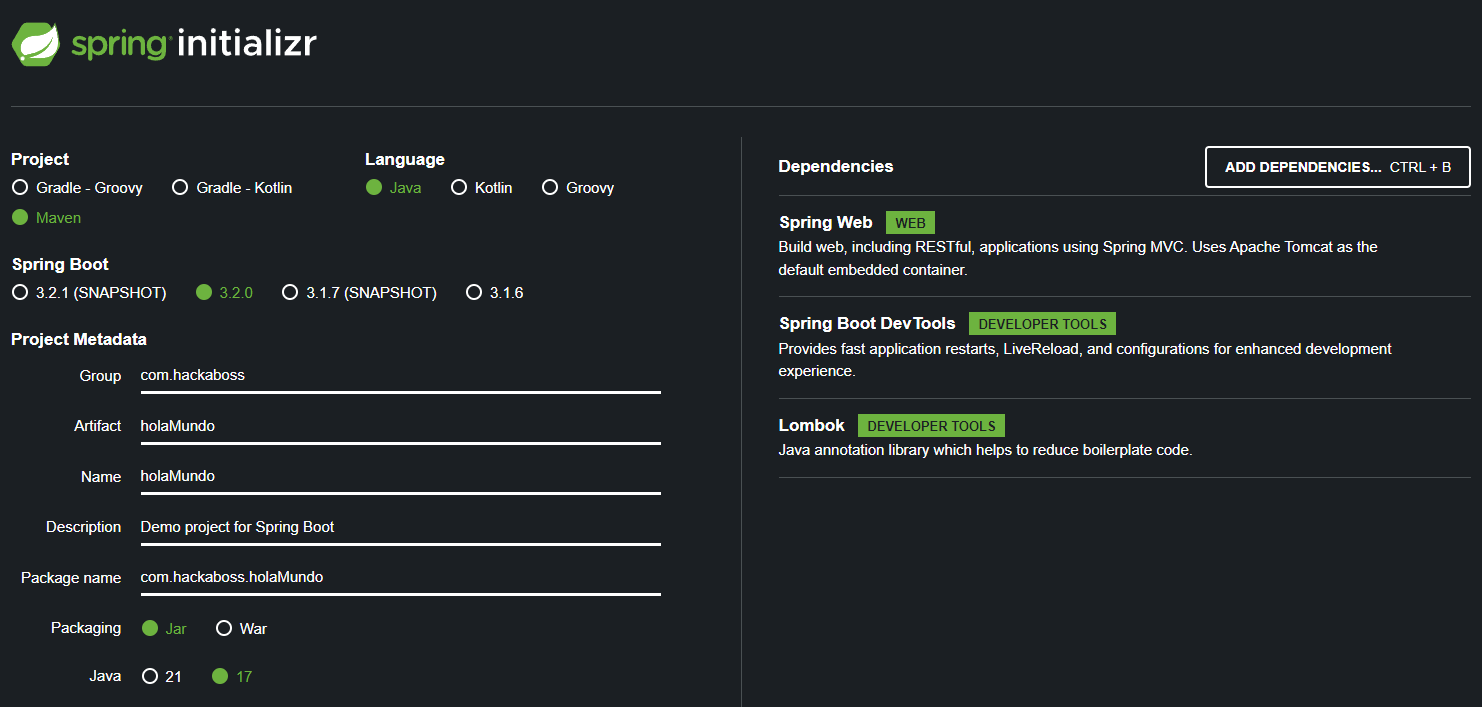 spring initializr
Project
Gradle - Groovy Gradle - Kotlin
Maven
Language
Java Kotlin Groovy
Spring Boot
3.2.1 (SNAPSHOT) 3.2.0 3.1.7 (SNAPSHOT) 3.1.6
Project Metadata
Group com.hackaboss
Artifact holaMundo
Name holaMundo
Description Demo project for Spring Boot
Package name com.hackaboss.holaMundo
Packaging Jar War
Java 21 17
Dependencies
ADD DEPENDENCIES... CTRL + B
Spring Web WEB
Build web, including RESTful, applications using Spring MVC. Uses Apache Tomcat as the
default embedded container.
Spring Boot DevTools DEVELOPER TOOLS
Provides fast application restarts, LiveReload, and configurations for enhanced development
experience.
Lombok DEVELOPER TOOLS
Java annotation library which helps to reduce boilerplate code.